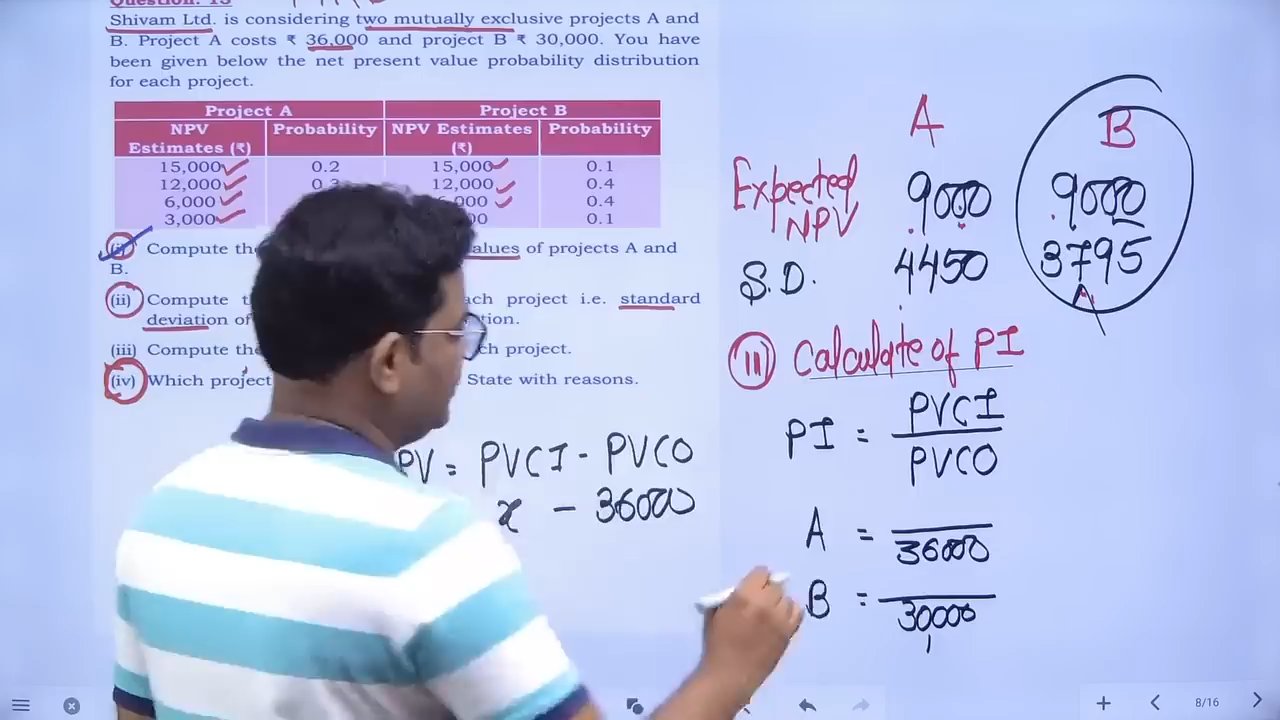 Shivam Ltd. is considering two mutually exclusive projects A and
B. Project A costs ₹ 36,000 and project B ₹ 30,000. You have
been given below the net present value probability distribution
for each project.
Project A Project B
NPV Estimates (₹) Probability NPV Estimates (₹) Probability
15,000 0.2 15,000 0.1
12,000 12,000 0.4
6,000 0.4
3,000 0.1
(i) Compute the values of projects A and
B.
(ii) Compute each project i.e. standard
deviation of
(iii) Compute the each project.
(iv) Which project State with reasons.
PV = PVCI - PVCO
x - 36000
A B
Expected NPV 9000 9000
S.D. 4450 3795
(iii) Calculate of PI
PI = PVCI / PVCO
A = 36000
B = 30000
8/16